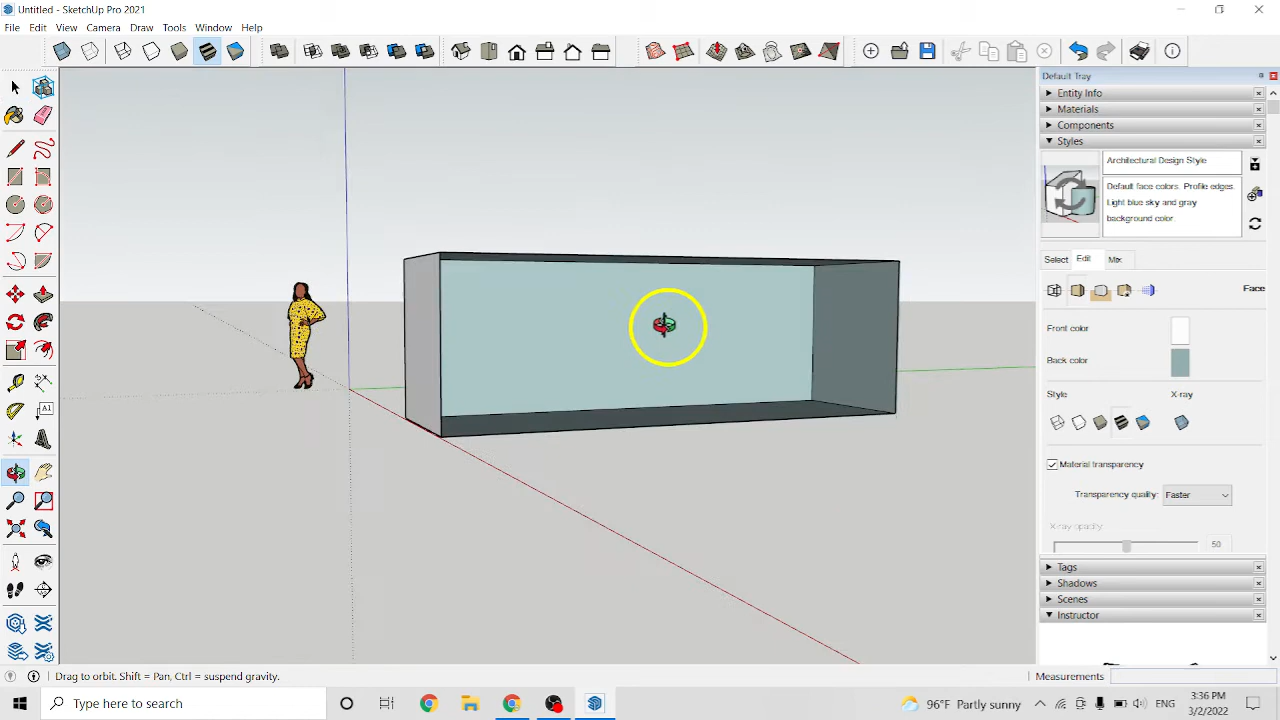 Untitled - SketchUp Pro 2021
File Edit View Camera Draw Tools Window Help
Default Tray
Entity Info
Materials
Components
Styles
Architectural Design Style
Default face colors. Profile edges.
Light blue sky and gray
background color.
Select Edit Mix
Face
Front color
Back color
Style X-ray
Material transparency
Transparency quality: Faster
X-ray opacity: 50
Tags
Shadows
Scenes
Instructor
A1
Drag to orbit. Shift = Pan, Ctrl = suspend gravity.
Measurements
Type here to search
96°F Partly sunny
ENG
3:36 PM
3/2/2022